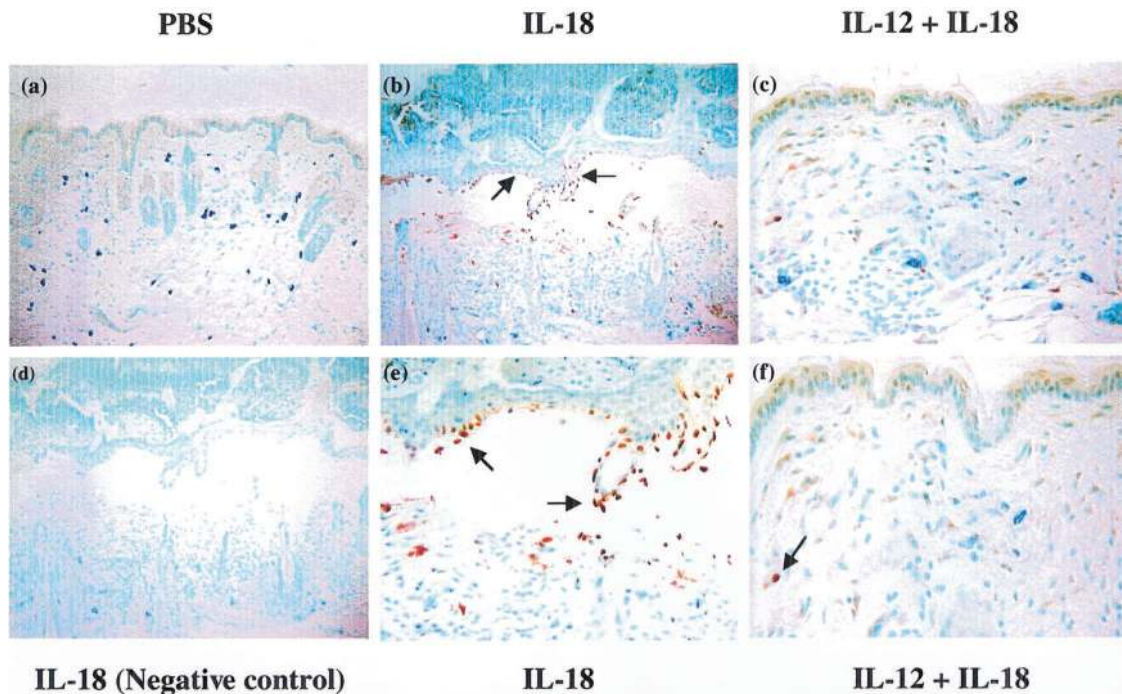 PBS IL-18 IL-12 + IL-18
(a) (b) (c)
(d) (e) (f)
IL-18 (Negative control) IL-18 IL-12 + IL-18